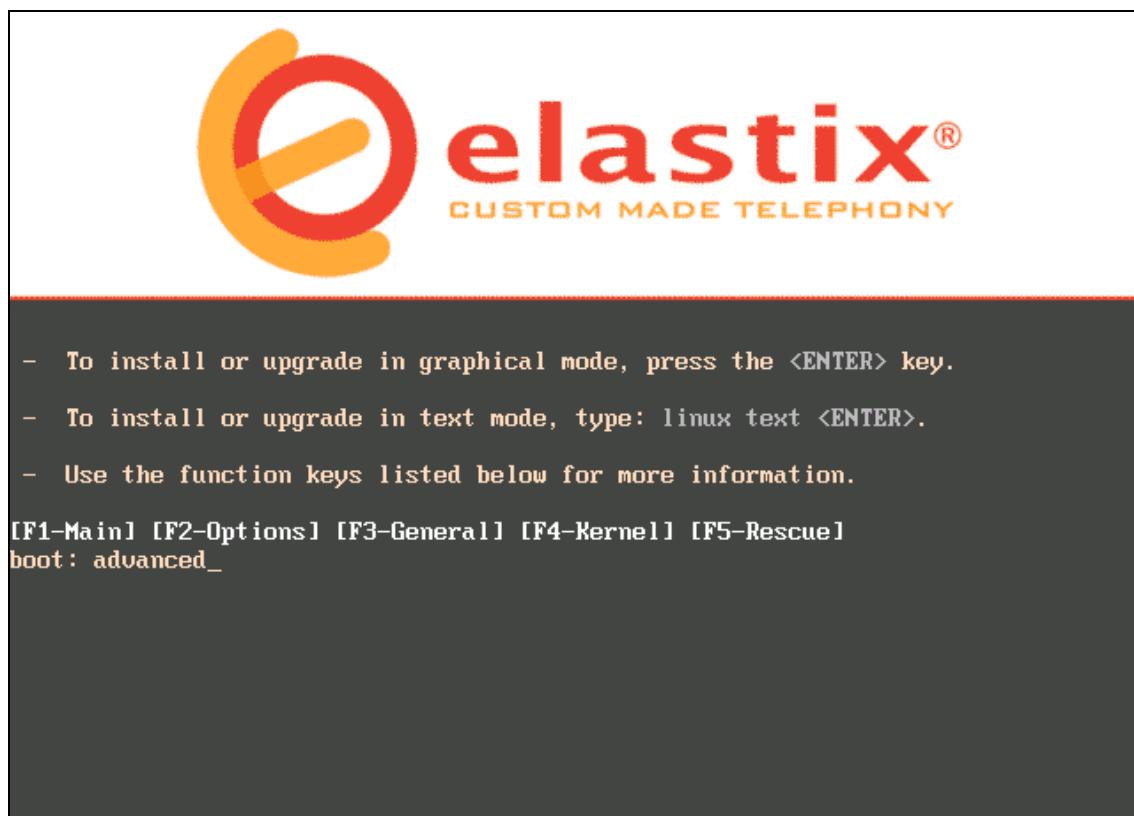 elastix®
CUSTOM MADE TELEPHONY
- To install or upgrade in graphical mode, press the <ENTER> key.
- To install or upgrade in text mode, type: linux text <ENTER>.
- Use the function keys listed below for more information.
[F1-Main] [F2-Options] [F3-General] [F4-Kernel] [F5-Rescue]
boot: advanced_